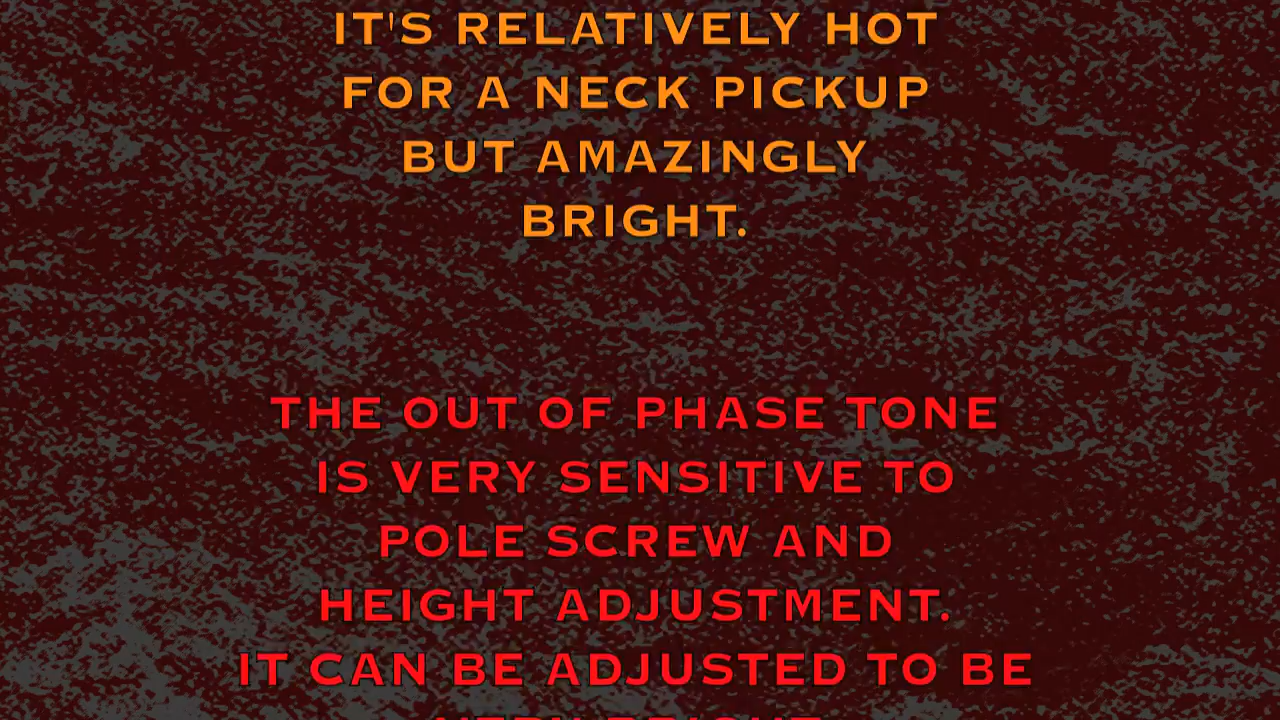 IT'S RELATIVELY HOT
FOR A NECK PICKUP
BUT AMAZINGLY
BRIGHT.
THE OUT OF PHASE TONE
IS VERY SENSITIVE TO
POLE SCREW AND
HEIGHT ADJUSTMENT.
IT CAN BE ADJUSTED TO BE